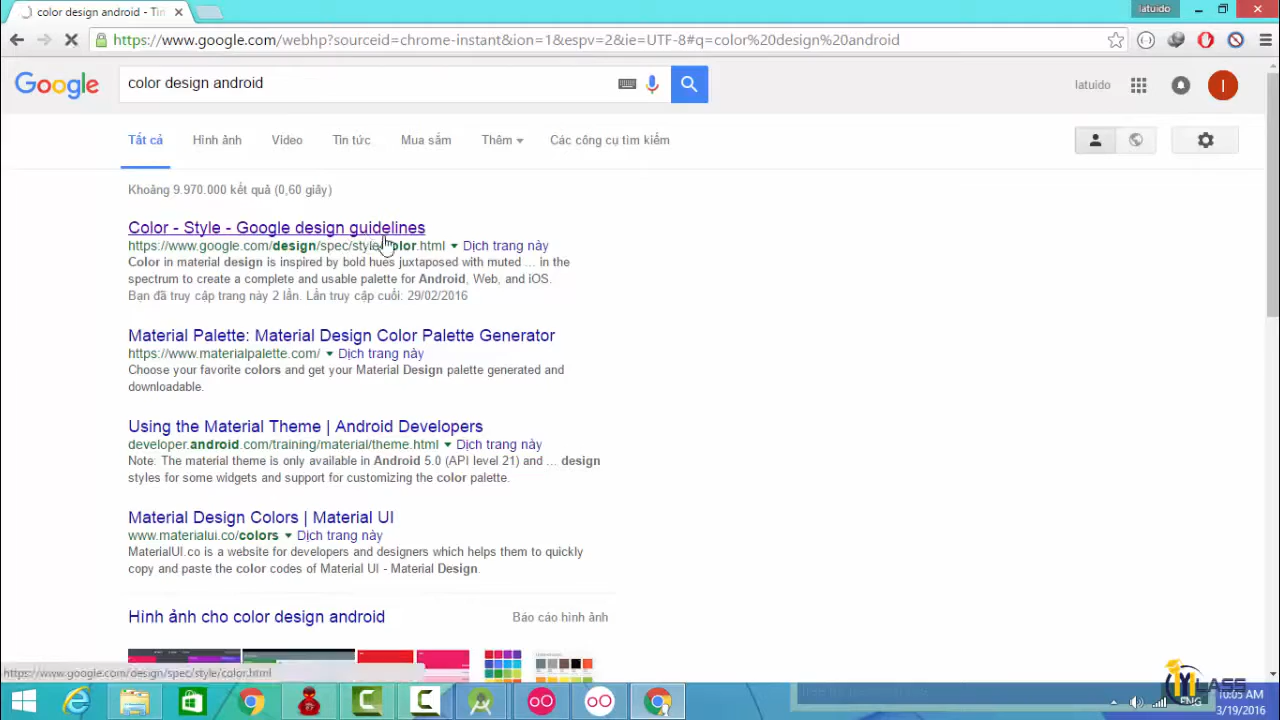 color design android - Tìm
latuido
https://www.google.com/webhp?sourceid=chrome-instant&ion=1&espv=2&ie=UTF-8#q=color%20design%20android
Google
color design android
latuido
I
Tất cả
Hình ảnh
Video
Tin tức
Mua sắm
Thêm
Các công cụ tìm kiếm
Khoảng 9.970.000 kết quả (0,60 giây)
Color - Style - Google design guidelines
https://www.google.com/design/spec/style/color.html Dịch trang này
Color in material design is inspired by bold hues juxtaposed with muted ... in the
spectrum to create a complete and usable palette for Android, Web, and iOS.
Bạn đã truy cập trang này 2 lần. Lần truy cập cuối: 29/02/2016
Material Palette: Material Design Color Palette Generator
https://www.materialpalette.com/ Dịch trang này
Choose your favorite colors and get your Material Design palette generated and
downloadable.
Using the Material Theme | Android Developers
developer.android.com/training/material/theme.html Dịch trang này
Note: The material theme is only available in Android 5.0 (API level 21) and ... design
styles for some widgets and support for customizing the color palette.
Material Design Colors | Material UI
www.materialui.co/colors Dịch trang này
MaterialUI.co is a website for developers and designers which helps them to quickly
copy and paste the color codes of Material UI - Material Design.
Hình ảnh cho color design android
Báo cáo hình ảnh
https://www.google.com/design/spec/style/color.html
ENG
10:05 AM
3/19/2016